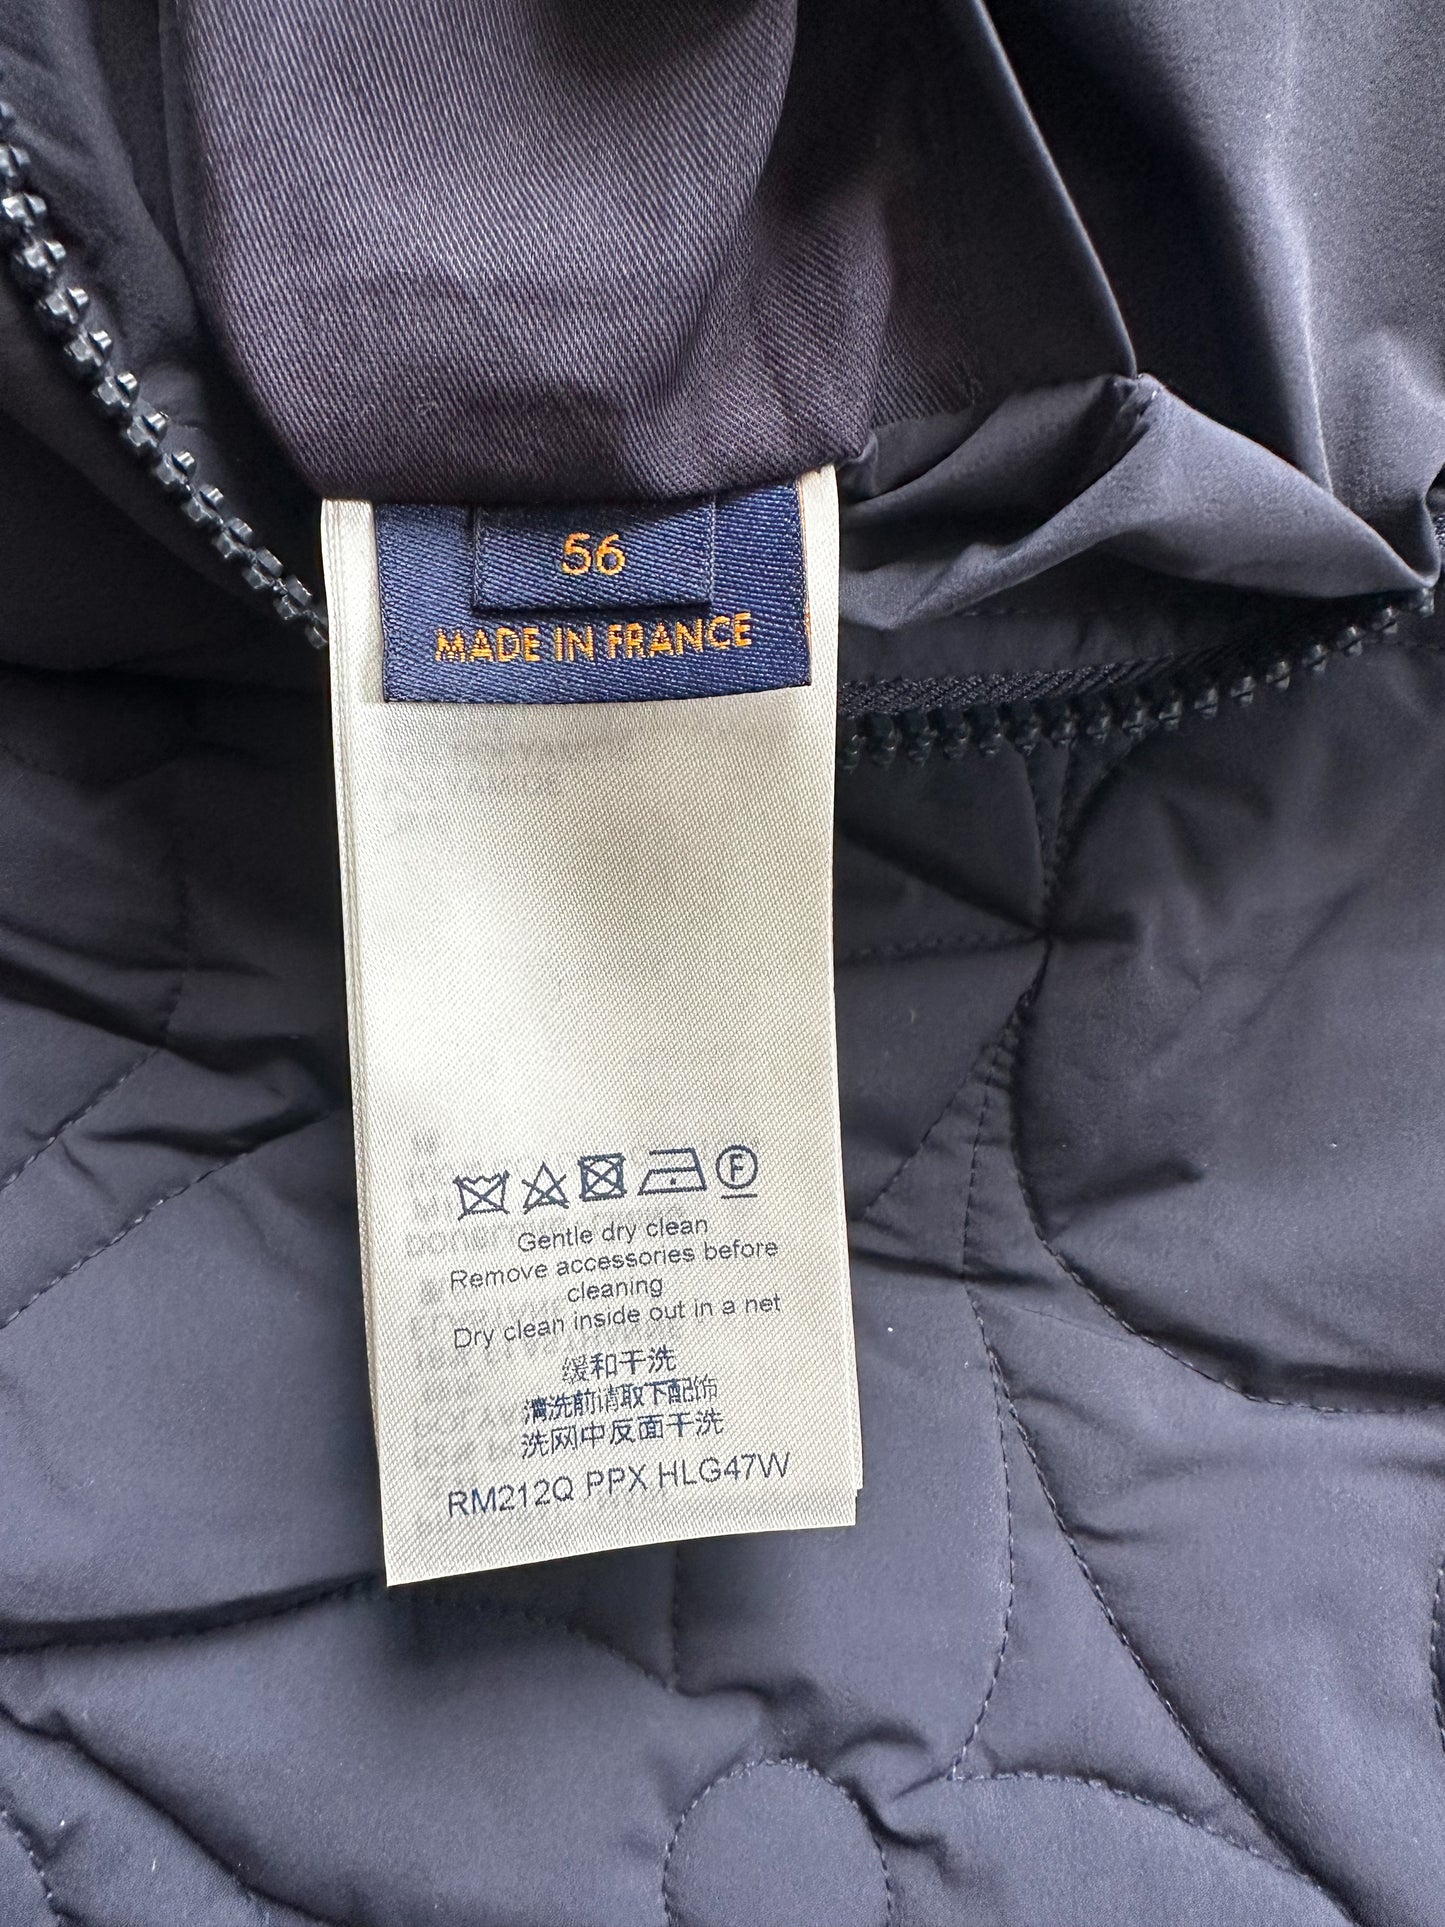 56
MADE IN FRANCE
F
Gentle dry clean
Remove accessories before
cleaning
Dry clean inside out in a net
缓和干洗
清洗前请取下配饰
洗网中反面干洗
RM212Q PPX HLG47W